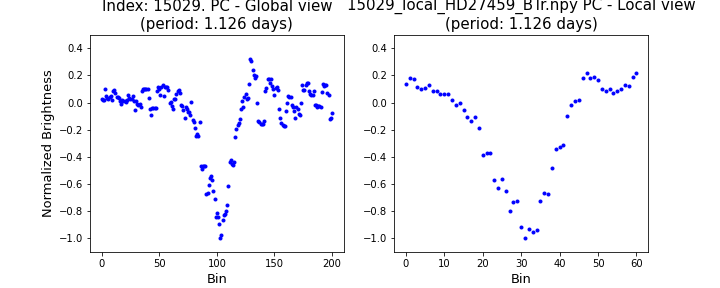 Index: 15029. PC - Global view
(period: 1.126 days)
15029_local_HD27459_BTr.npy PC - Local view
(period: 1.126 days)
Normalized Brightness
0.4
0.2
0.0
−0.2
−0.4
−0.6
−0.8
−1.0
0 50 100 150 200
Bin
0.4
0.2
0.0
−0.2
−0.4
−0.6
−0.8
−1.0
0 10 20 30 40 50 60
Bin